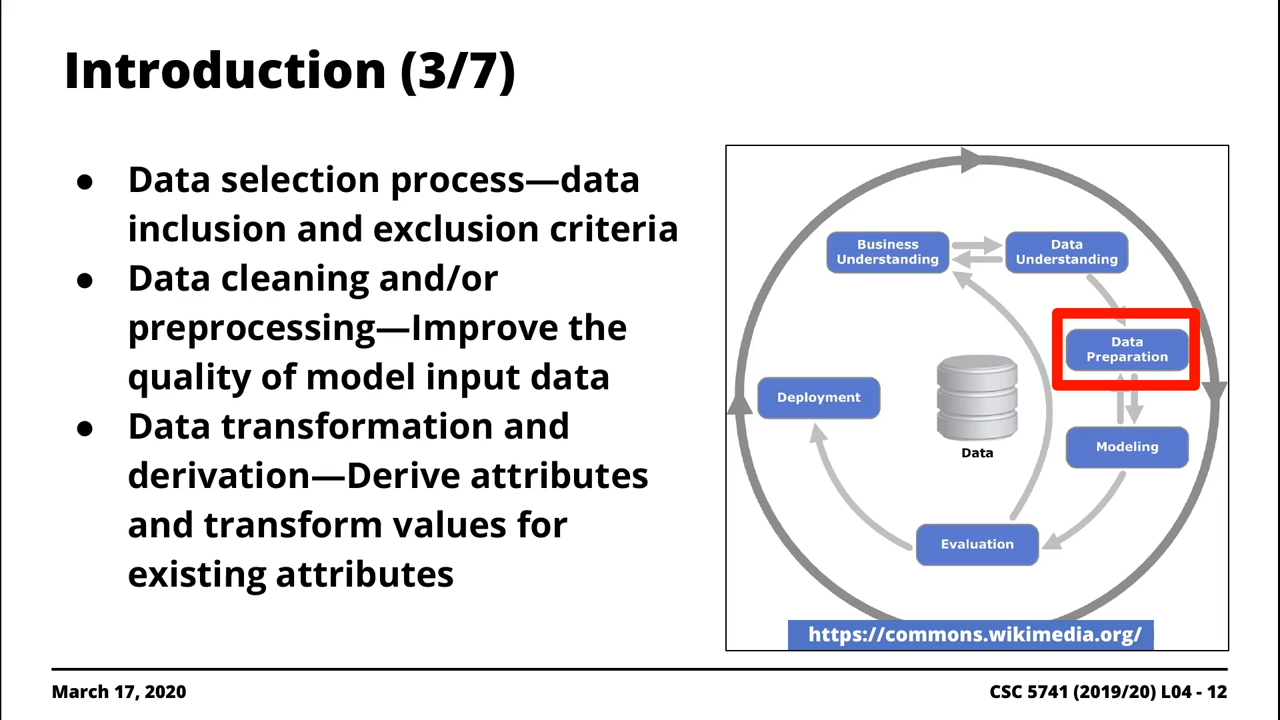 Introduction (3/7)
● Data selection process—data
inclusion and exclusion criteria
● Data cleaning and/or
preprocessing—Improve the
quality of model input data
● Data transformation and
derivation—Derive attributes
and transform values for
existing attributes
Business
Understanding
Data
Understanding
Data
Preparation
Deployment
Data
Modeling
Evaluation
https://commons.wikimedia.org/
March 17, 2020
CSC 5741 (2019/20) L04 - 12